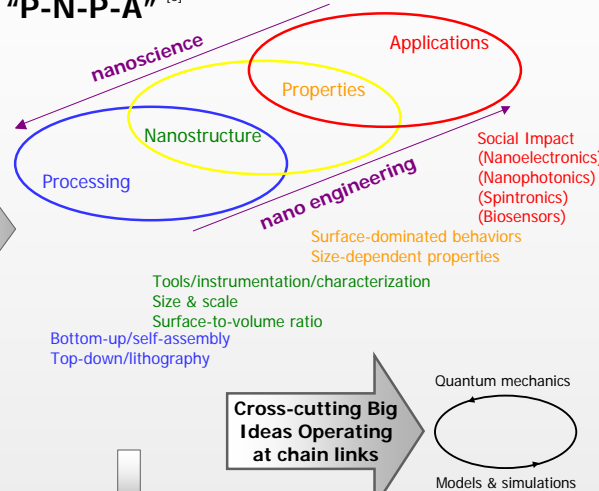 "P-N-P-A" [8]
nanoscience
Applications
Properties
Nanostructure
Processing
nano engineering
Social Impact
(Nanoelectronics)
(Nanophotonics)
(Spintronics)
(Biosensors)
Surface-dominated behaviors
Size-dependent properties
Tools/instrumentation/characterization
Size & scale
Surface-to-volume ratio
Bottom-up/self-assembly
Top-down/lithography
Cross-cutting Big
Ideas Operating
at chain links
Quantum mechanics
Models & simulations